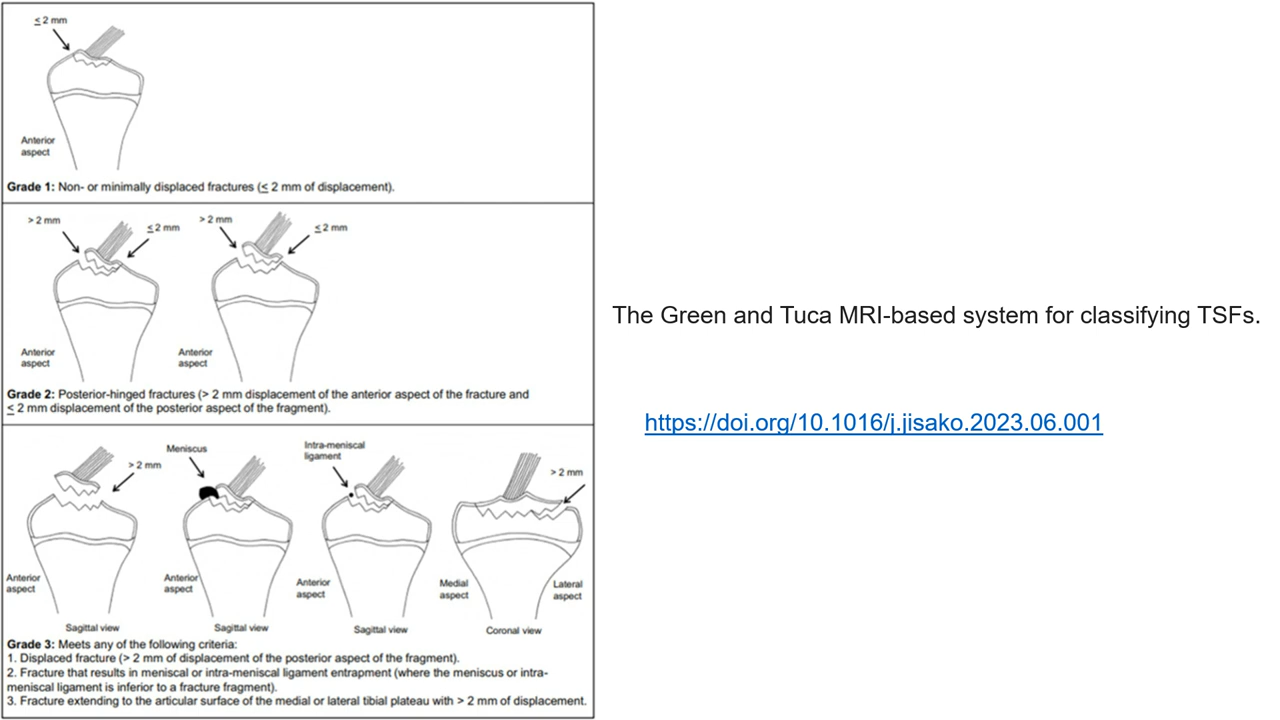 ≤ 2 mm
Anterior
aspect
Grade 1: Non- or minimally displaced fractures (≤ 2 mm of displacement).
> 2 mm
≤ 2 mm
> 2 mm
≤ 2 mm
Anterior
aspect
Anterior
aspect
Grade 2: Posterior-hinged fractures (> 2 mm displacement of the anterior aspect of the fracture and
≤ 2 mm displacement of the posterior aspect of the fragment).
> 2 mm
Meniscus
Intra-meniscal
ligament
> 2 mm
Anterior
aspect
Anterior
aspect
Anterior
aspect
Medial
aspect
Lateral
aspect
Sagittal view
Sagittal view
Sagittal view
Coronal view
Grade 3: Meets any of the following criteria:
1. Displaced fracture (> 2 mm of displacement of the posterior aspect of the fragment).
2. Fracture that results in meniscal or intra-meniscal ligament entrapment (where the meniscus or intra-
meniscal ligament is inferior to a fracture fragment).
3. Fracture extending to the articular surface of the medial or lateral tibial plateau with > 2 mm of displacement.
The Green and Tuca MRI-based system for classifying TSFs.
https://doi.org/10.1016/j.jisako.2023.06.001